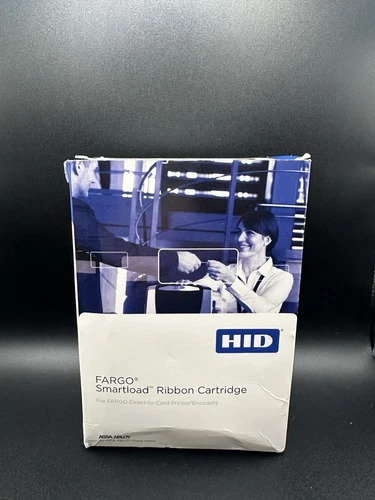 HID
FARGO®
Smartload™ Ribbon Cartridge
For FARGO Direct-to-Card Printer/Encoders
ASSA ABLOY